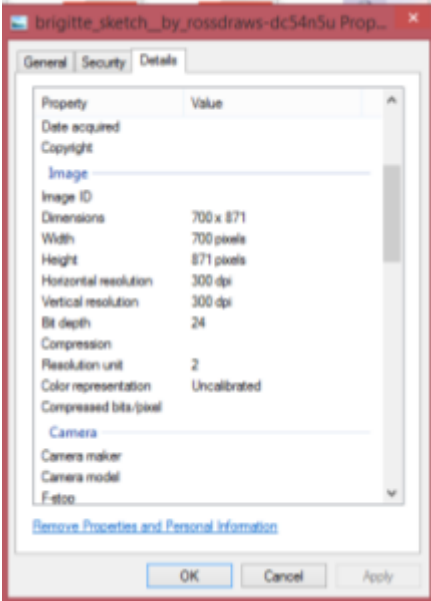 brigitte_sketch__by_rossdraws-dc54n5u Prop...
General Security Details
Property Value
Date acquired
Copyright
Image
Image ID
Dimensions 700 x 871
Width 700 pixels
Height 871 pixels
Horizontal resolution 300 dpi
Vertical resolution 300 dpi
Bit depth 24
Compression
Resolution unit 2
Color representation Uncalibrated
Compressed bits/pixel
Camera
Camera maker
Camera model
F-stop
Remove Properties and Personal Information
OK Cancel Apply